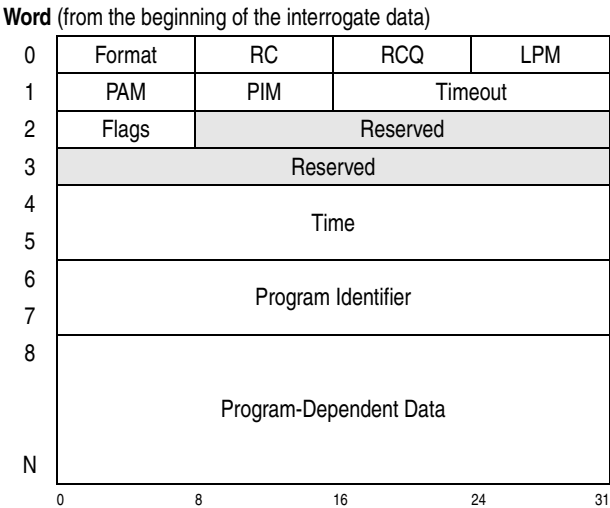 Word (from the beginning of the interrogate data)
0 Format RC RCQ LPM
1 PAM PIM Timeout
2 Flags Reserved
3 Reserved
4
Time
5
6
Program Identifier
7
8
Program-Dependent Data
N
0 8 16 24 31